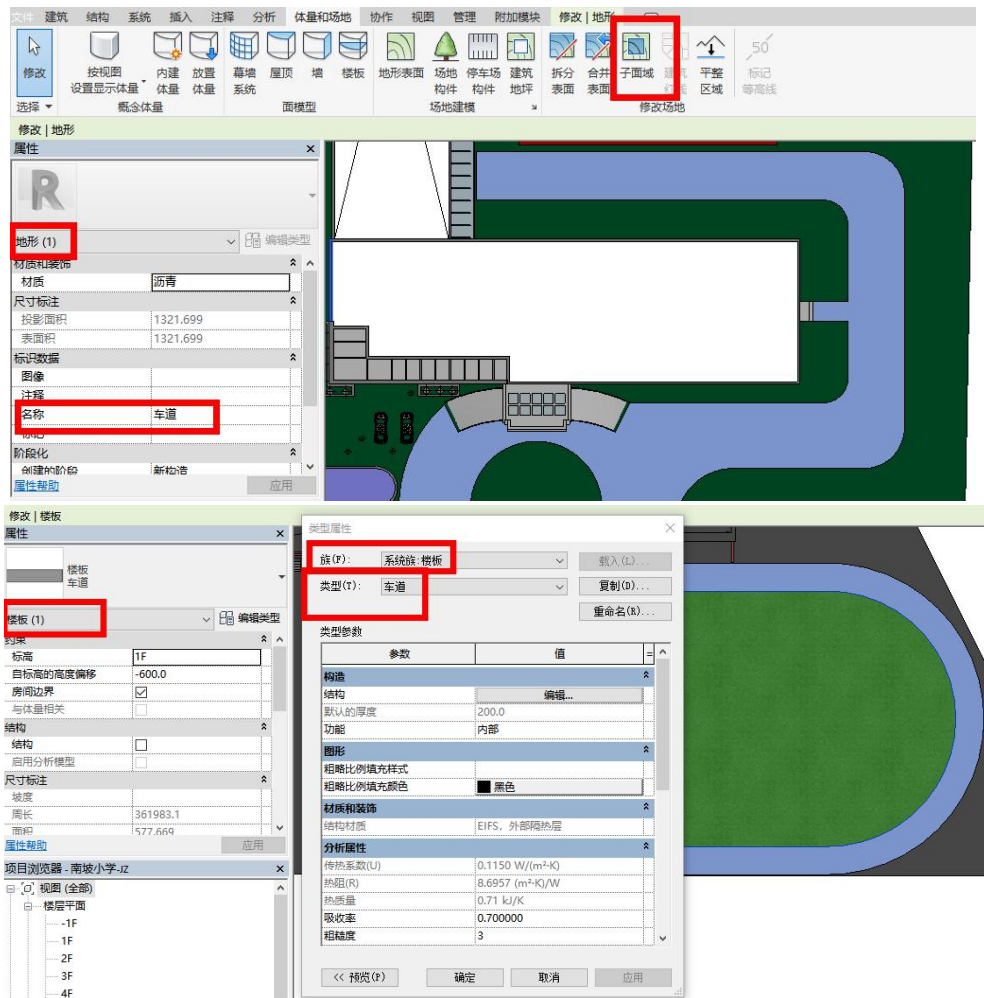 文件 建筑 结构 系统 插入 注释 分析 体量和场地 协作 视图 管理 附加模块 修改 | 地形
修改 按视图 内建 放置 幕墙 屋顶 墙 楼板 地形表面 场地 停车场 建筑 拆分 合并 子面域 建筑 平整 标记
设置显示体量 体量 体量 系统 构件 构件 地坪 表面 表面 红线 区域 等高线
50
选择 概念体量 面模型 场地建模 修改场地
修改 | 地形
属性 ×
R
地形 (1) 编辑类型
材质和装饰
材质 沥青
尺寸标注
投影面积 1321.699
表面积 1321.699
标识数据
图像
注释
名称 车道
标记
阶段化
创建的阶段 新构造
属性帮助 应用
修改 | 楼板
属性 ×
楼板
车道
楼板 (1) 编辑类型
约束
标高 1F
自标高的高度偏移 -600.0
房间边界
与体量相关
结构
结构
启用分析模型
尺寸标注
坡度
周长 361983.1
面积 577.669
属性帮助 应用
项目浏览器 - 南坡小学-JZ ×
视图 (全部)
楼层平面
-1F
1F
2F
3F
4F
类型属性 ×
族(F): 系统族:楼板 载入(L)...
类型(T): 车道 复制(D)...
重命名(R)...
类型参数
参数 值 =
构造
结构 编辑...
默认的厚度 200.0
功能 内部
图形
粗略比例填充样式
粗略比例填充颜色 黑色
材质和装饰
结构材质 EIFS，外部隔热层
分析属性
传热系数(U) 0.1150 W/(m²·K)
热阻(R) 8.6957 (m²·K)/W
热质量 0.71 kJ/K
吸收率 0.700000
粗糙度 3
<< 预览(P) 确定 取消 应用